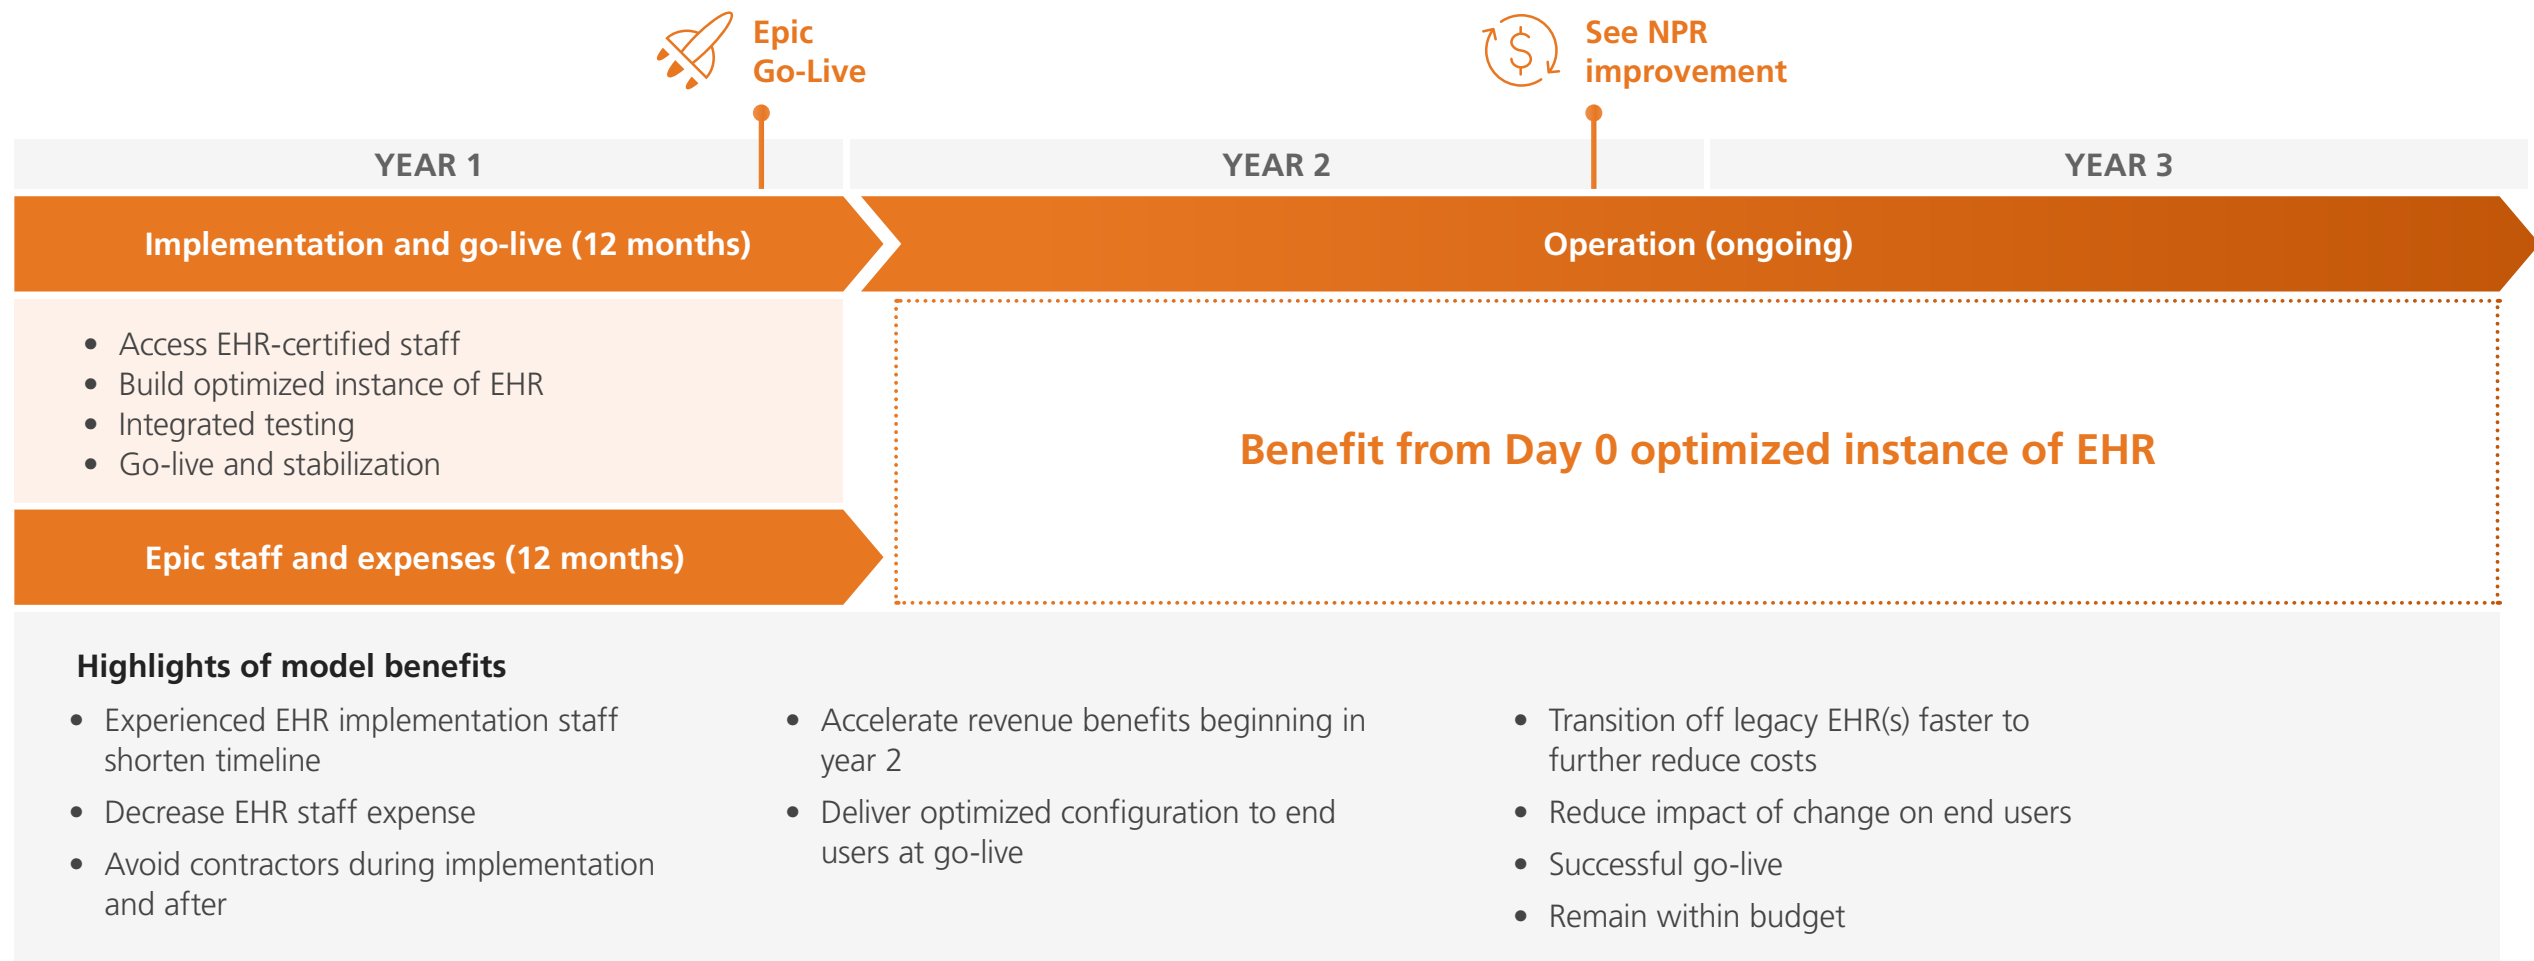 Epic
Go-Live
See NPR
improvement
YEAR 1
YEAR 2
YEAR 3
Implementation and go-live (12 months)
Operation (ongoing)
• Access EHR-certified staff
• Build optimized instance of EHR
• Integrated testing
• Go-live and stabilization
Benefit from Day 0 optimized instance of EHR
Epic staff and expenses (12 months)
Highlights of model benefits
• Experienced EHR implementation staff
shorten timeline
• Decrease EHR staff expense
• Avoid contractors during implementation
and after
• Accelerate revenue benefits beginning in
year 2
• Deliver optimized configuration to end
users at go-live
• Transition off legacy EHR(s) faster to
further reduce costs
• Reduce impact of change on end users
• Successful go-live
• Remain within budget